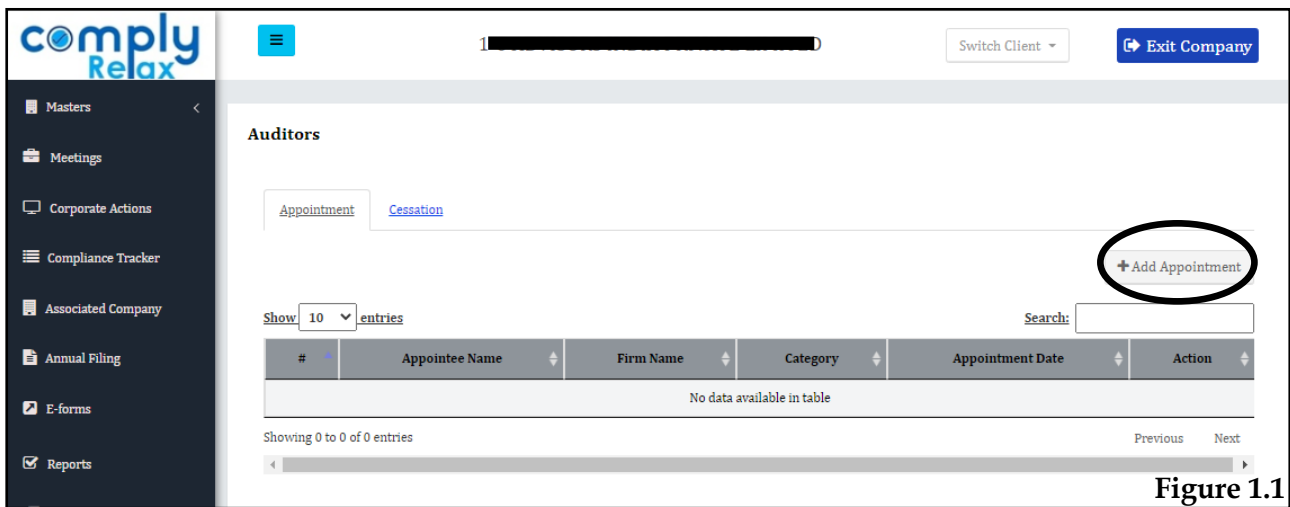 comply
Relax
1 D
Switch Client
Exit Company
Masters
Auditors
Meetings
Corporate Actions
Appointment Cessation
Compliance Tracker
+Add Appointment
Associated Company
Show 10 entries Search:
# Appointee Name Firm Name Category Appointment Date Action
Annual Filing
No data available in table
E-forms
Showing 0 to 0 of 0 entries Previous Next
Reports
Figure 1.1